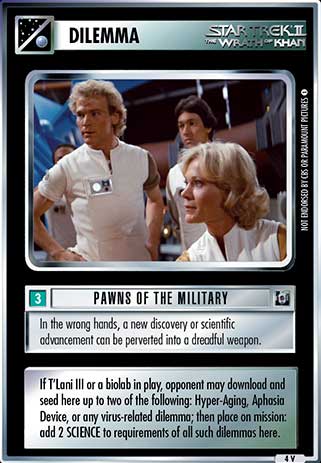 DILEMMA
STAR TREK II
THE WRATH OF KHAN
NOT ENDORSED BY CBS OR PARAMOUNT PICTURES
3
PAWNS OF THE MILITARY
In the wrong hands, a new discovery or scientific
advancement can be perverted into a dreadful weapon.
If T'Lani III or a biolab in play, opponent may download and
seed here up to two of the following: Hyper-Aging, Aphasia
Device, or any virus-related dilemma; then place on mission:
add 2 SCIENCE to requirements of all such dilemmas here.
4 V